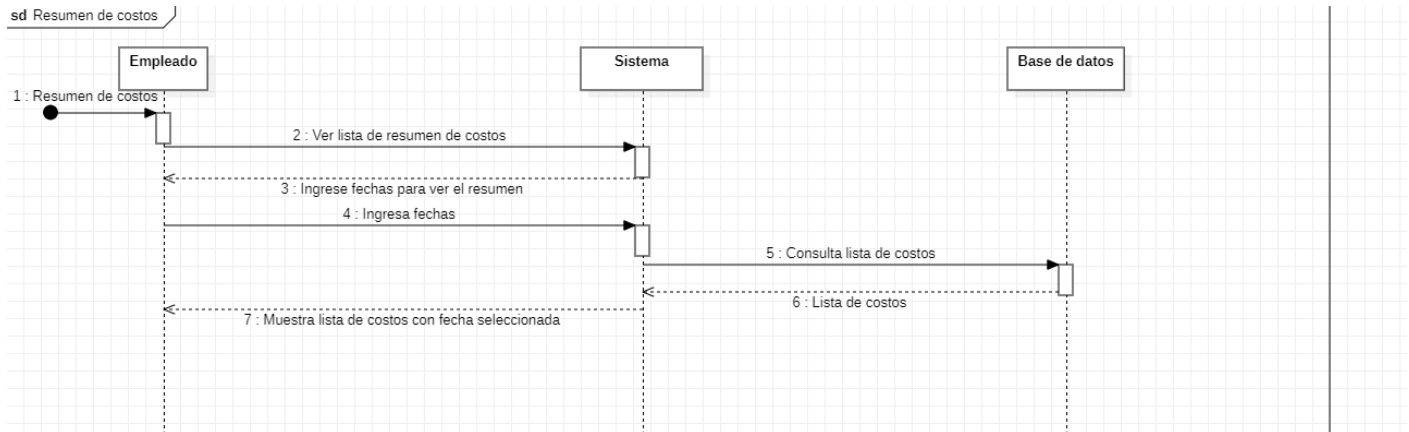 sd Resumen de costos
Empleado
Sistema
Base de datos
1 : Resumen de costos
2 : Ver lista de resumen de costos
3 : Ingrese fechas para ver el resumen
4 : Ingresa fechas
5 : Consulta lista de costos
6 : Lista de costos
7 : Muestra lista de costos con fecha seleccionada